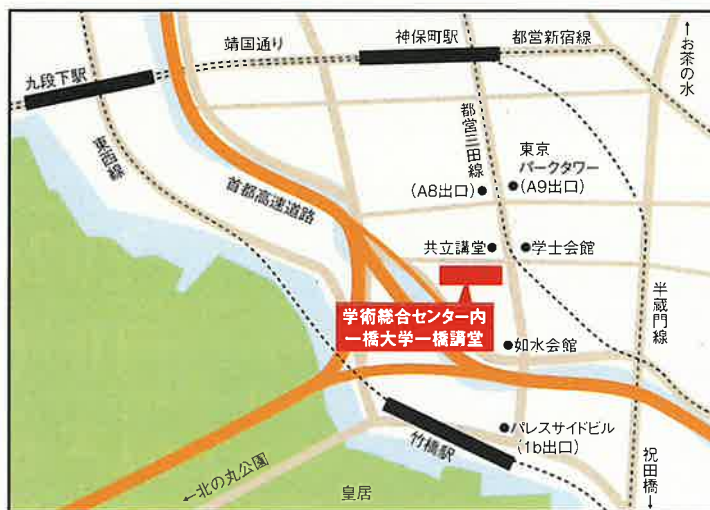 靖国通り
神保町駅
都営新宿線
←お茶の水
九段下駅
東西線
首都高速道路
都営三田線
東京
パークタワー
(A9出口)
(A8出口)
共立講堂
学士会館
学術総合センター内
一橋大学一橋講堂
半蔵門線
如水会館
パレスサイドビル
(1b出口)
竹橋駅
←北の丸公園
皇居
祝田橋→